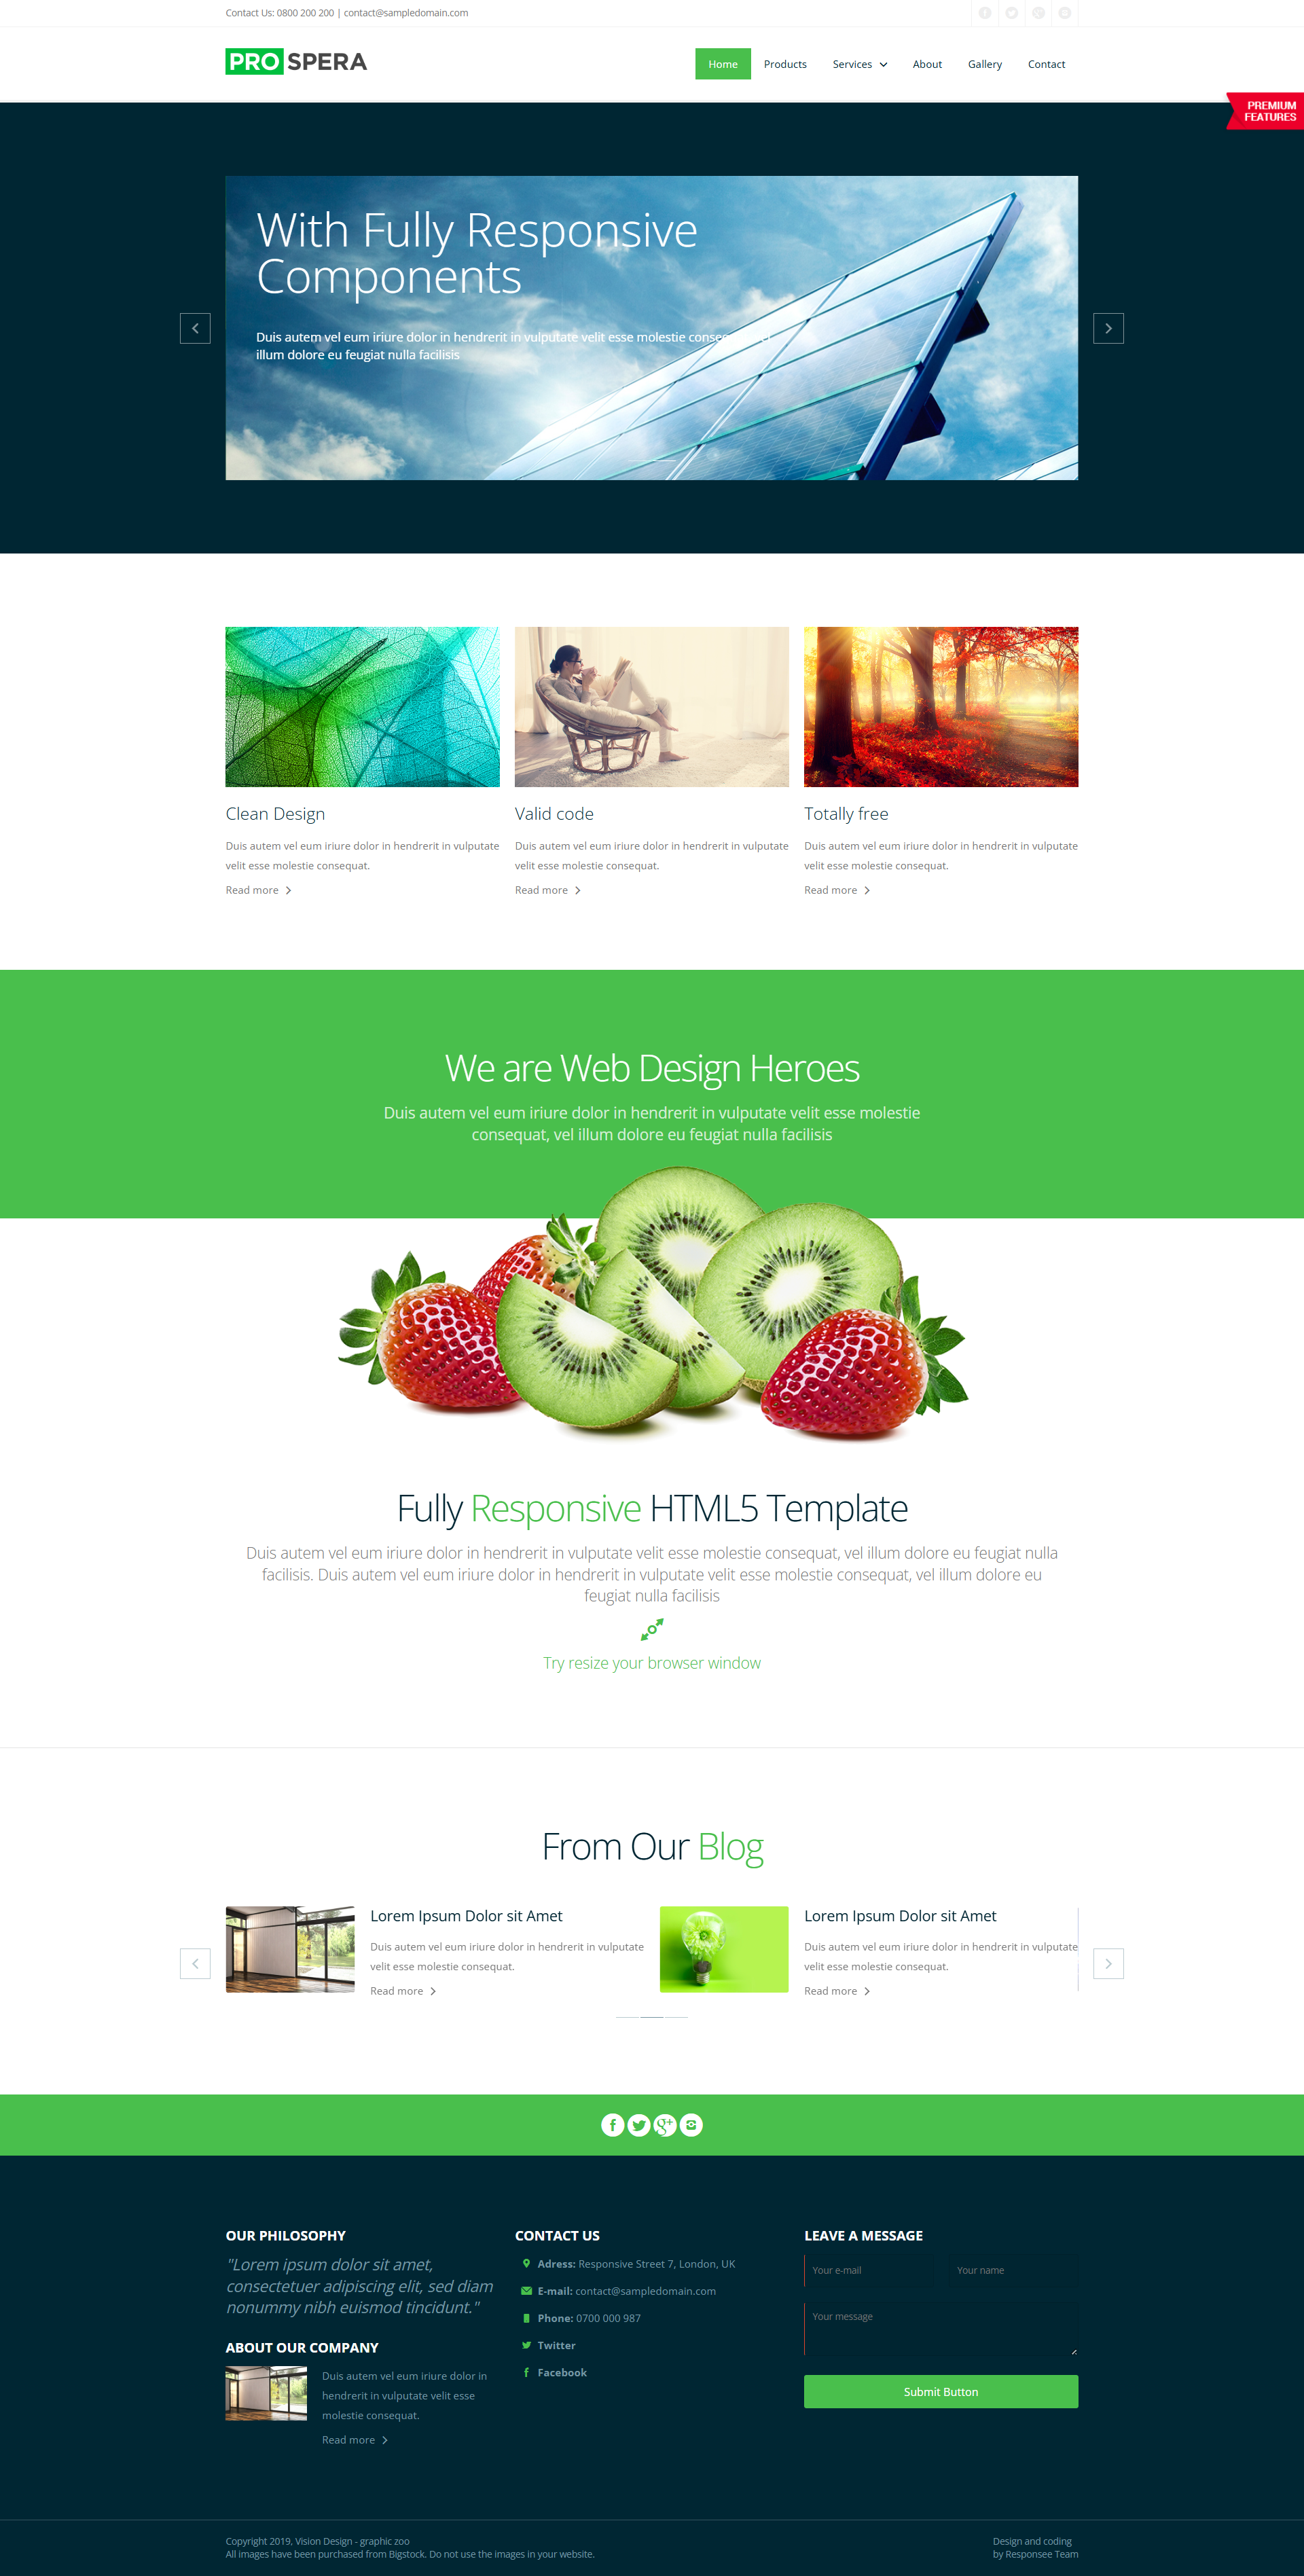 Contact Us: 0800 200 200 | contact@sampledomain.com
PRO SPERA
Home Products Services About Gallery Contact
PREMIUM
FEATURES
With Fully Responsive
Components
Duis autem vel eum iriure dolor in hendrerit in vulputate velit esse molestie
illum dolore eu feugiat nulla facilisis
Clean Design
Duis autem vel eum iriure dolor in hendrerit in vulputate
velit esse molestie consequat.
Read more
Valid code
Duis autem vel eum iriure dolor in hendrerit in vulputate
velit esse molestie consequat.
Read more
Totally free
Duis autem vel eum iriure dolor in hendrerit in vulputate
velit esse molestie consequat.
Read more
We are Web Design Heroes
Duis autem vel eum iriure dolor in hendrerit in vulputate velit esse molestie
consequat, vel illum dolore eu feugiat nulla facilisis
Fully Responsive HTML5 Template
Duis autem vel eum iriure dolor in hendrerit in vulputate velit esse molestie consequat, vel illum dolore eu feugiat nulla
facilisis. Duis autem vel eum iriure dolor in hendrerit in vulputate velit esse molestie consequat, vel illum dolore eu
feugiat nulla facilisis
Try resize your browser window
From Our Blog
Lorem Ipsum Dolor sit Amet
Duis autem vel eum iriure dolor in hendrerit in vulputate
velit esse molestie consequat.
Read more
Lorem Ipsum Dolor sit Amet
Duis autem vel eum iriure dolor in hendrerit in vulputate
velit esse molestie consequat.
Read more
OUR PHILOSOPHY
"Lorem ipsum dolor sit amet,
consectetuer adipiscing elit, sed diam
nonummy nibh euismod tincidunt."
ABOUT OUR COMPANY
Duis autem vel eum iriure dolor in
hendrerit in vulputate velit esse
molestie consequat.
Read more
CONTACT US
Adress: Responsive Street 7, London, UK
E-mail: contact@sampledomain.com
Phone: 0700 000 987
Twitter
Facebook
LEAVE A MESSAGE
Your e-mail
Your name
Your message
Submit Button
Copyright 2019, Vision Design - graphic zoo
All images have been purchased from Bigstock. Do not use the images in your website.
Design and coding
by Responsee Team